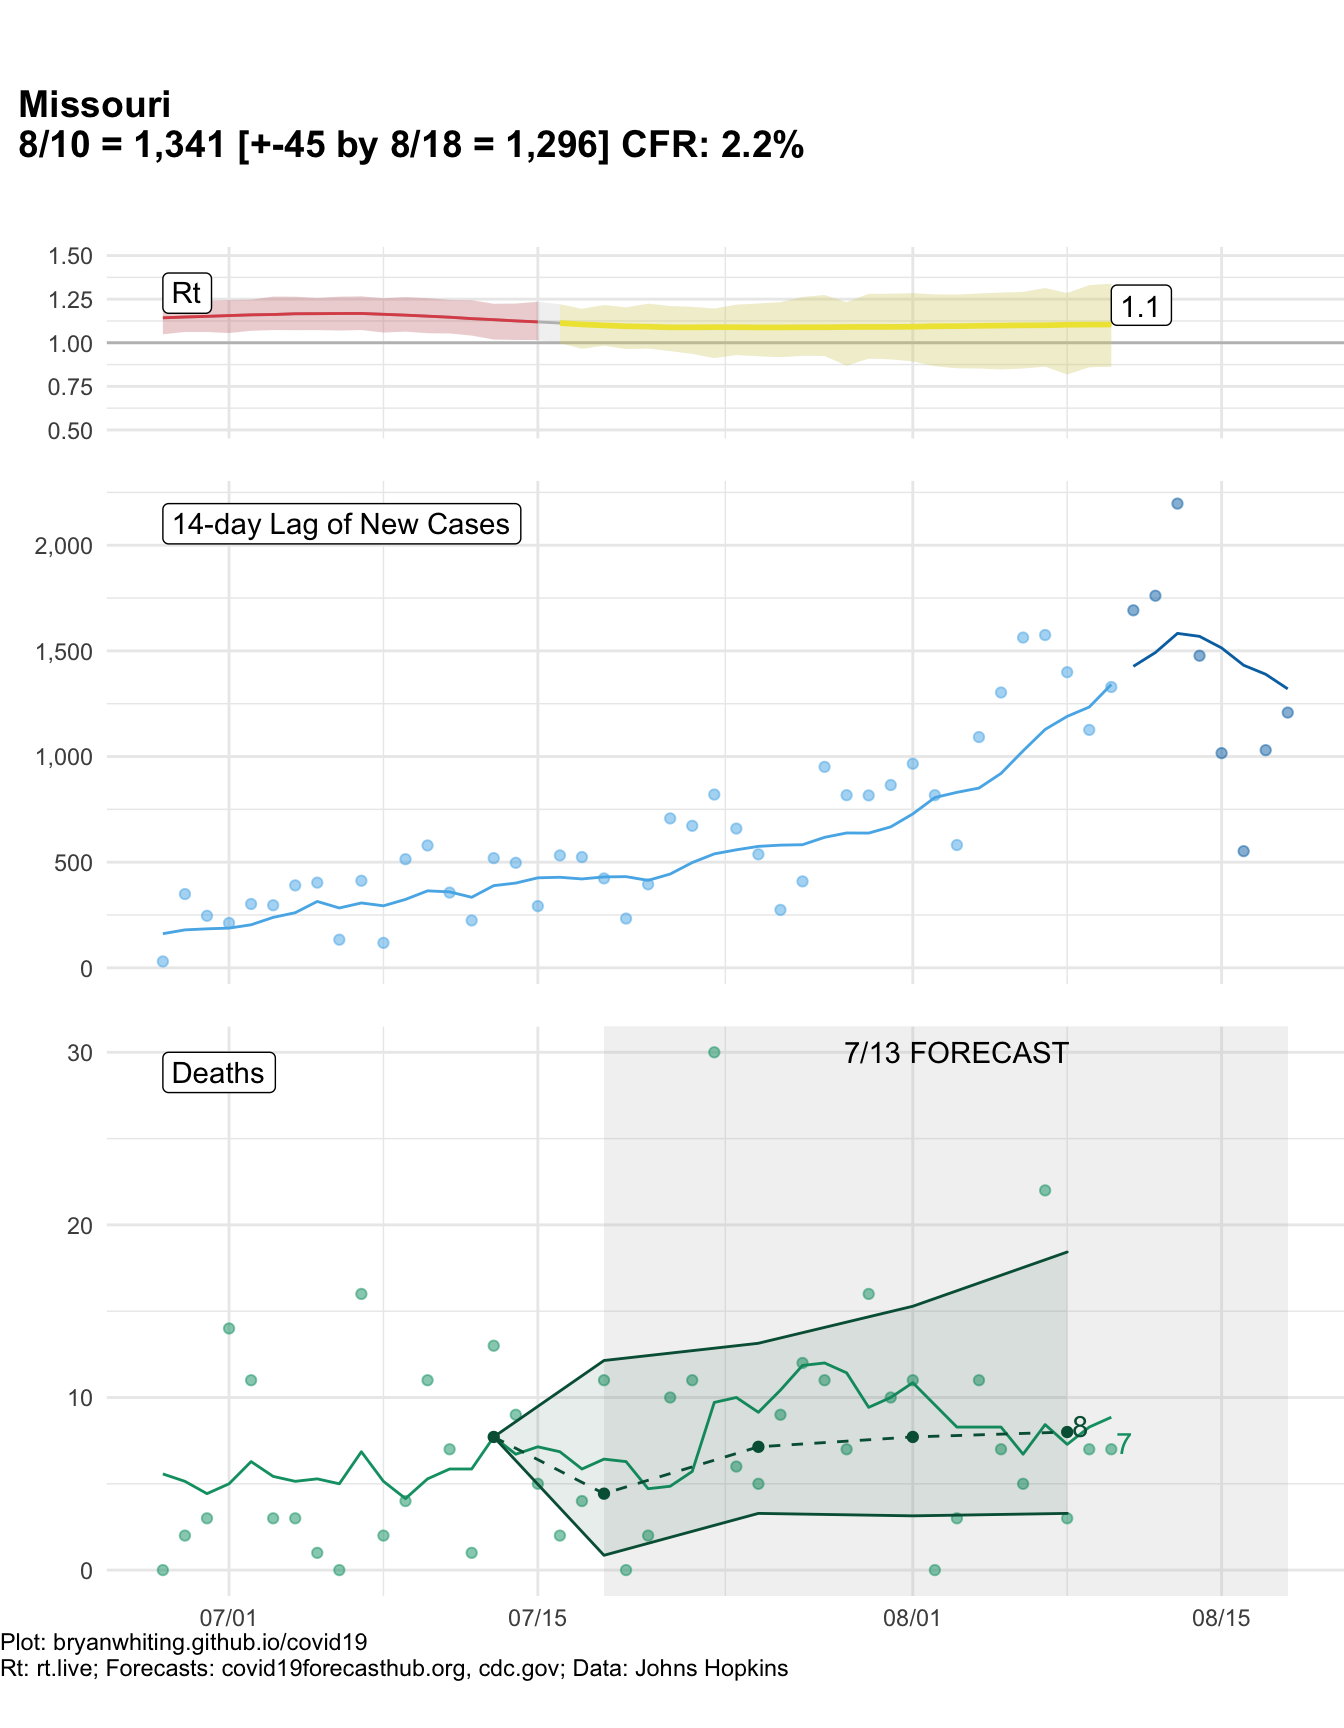 Missouri
8/10 = 1,341 [+-45 by 8/18 = 1,296] CFR: 2.2%
1.50
1.25
1.00
0.75
0.50
Rt
1.1
14-day Lag of New Cases
2,000
1,500
1,000
500
0
30
20
10
0
Deaths
7/13 FORECAST
8
7
07/01
07/15
08/01
08/15
Plot: bryanwhiting.github.io/covid19
Rt: rt.live; Forecasts: covid19forecasthub.org, cdc.gov; Data: Johns Hopkins